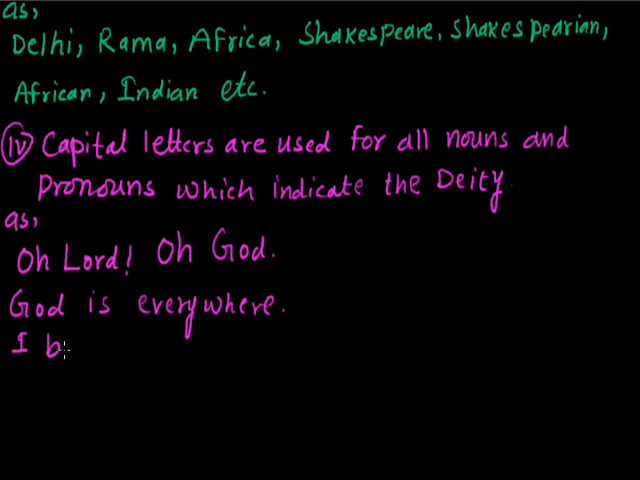 as,
Delhi, Rama, Africa, Shakespeare, Shakespearian,
African, Indian etc.
(iv) Capital letters are used for all nouns and
Pronouns which indicate the Deity
as,
Oh Lord! Oh God.
God is everywhere.
I b